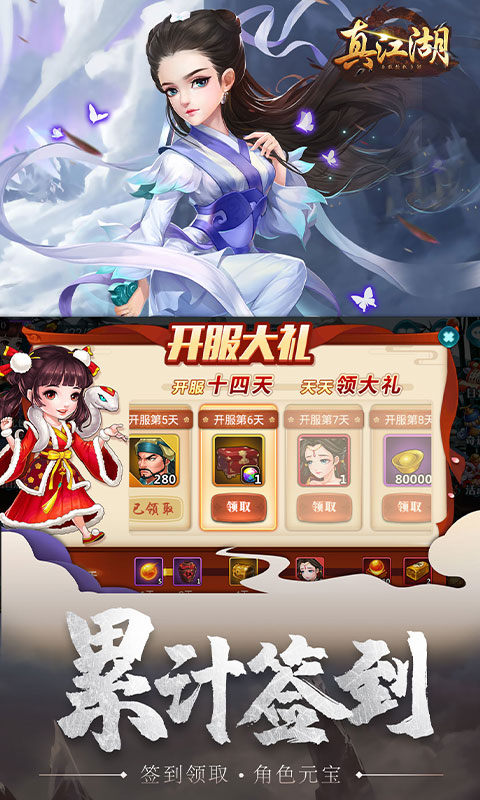 真江湖
开服大礼
开服十四天 天天领大礼
开服第5天 开服第6天 开服第7天 开服第8天
280 1 1 80000
已领取 领取 领取 领取
5 1
累计签到
签到领取·角色元宝